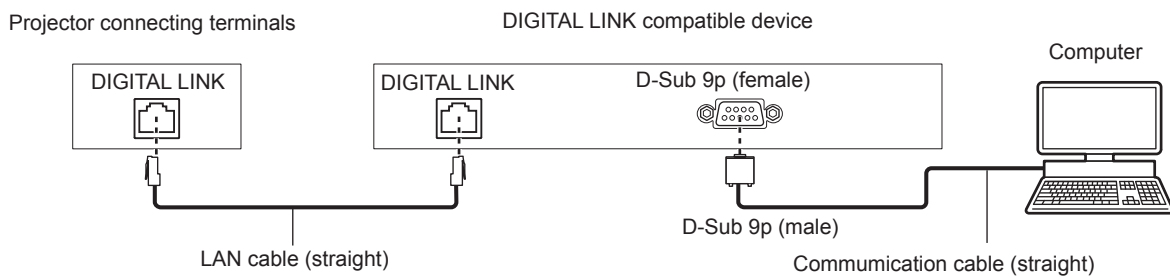 Projector connecting terminals
DIGITAL LINK compatible device
Computer
DIGITAL LINK
DIGITAL LINK
D-Sub 9p (female)
D-Sub 9p (male)
LAN cable (straight)
Commumication cable (straight)